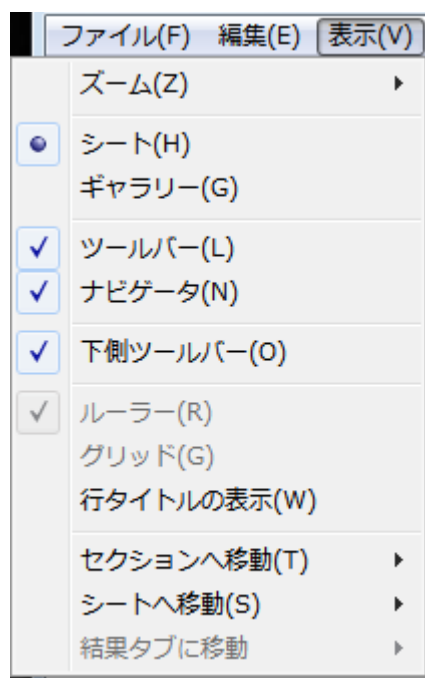 ファイル(F) 編集(E) 表示(V)
ズーム(Z)
シート(H)
ギャラリー(G)
ツールバー(L)
ナビゲータ(N)
下側ツールバー(O)
ルーラー(R)
グリッド(G)
行タイトルの表示(W)
セクションへ移動(T)
シートへ移動(S)
結果タブに移動